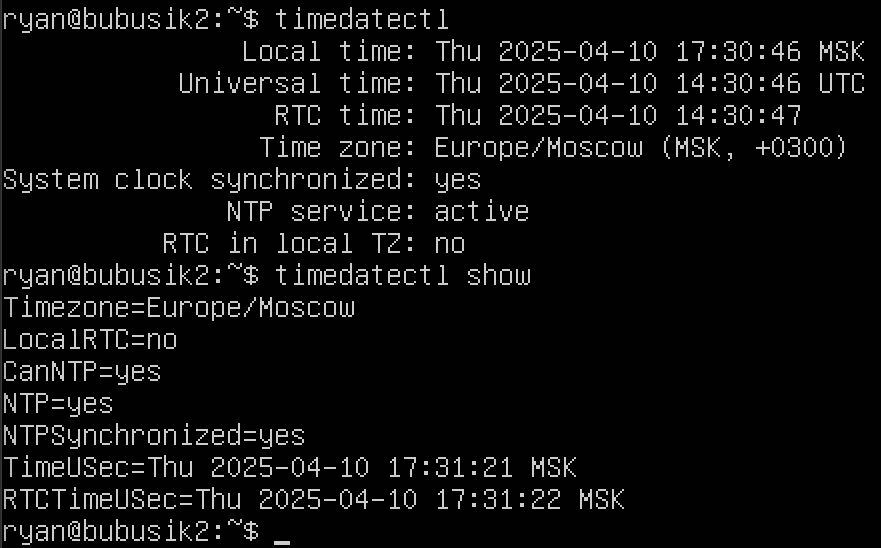 ryan@bubusik2:~$ timedatectl
Local time: Thu 2025-04-10 17:30:46 MSK
Universal time: Thu 2025-04-10 14:30:46 UTC
RTC time: Thu 2025-04-10 14:30:47
Time zone: Europe/Moscow (MSK, +0300)
System clock synchronized: yes
NTP service: active
RTC in local TZ: no
ryan@bubusik2:~$ timedatectl show
Timezone=Europe/Moscow
LocalRTC=no
CanNTP=yes
NTP=yes
NTPSynchronized=yes
TimeUSec=Thu 2025-04-10 17:31:21 MSK
RTCTimeUSec=Thu 2025-04-10 17:31:22 MSK
ryan@bubusik2:~$ _